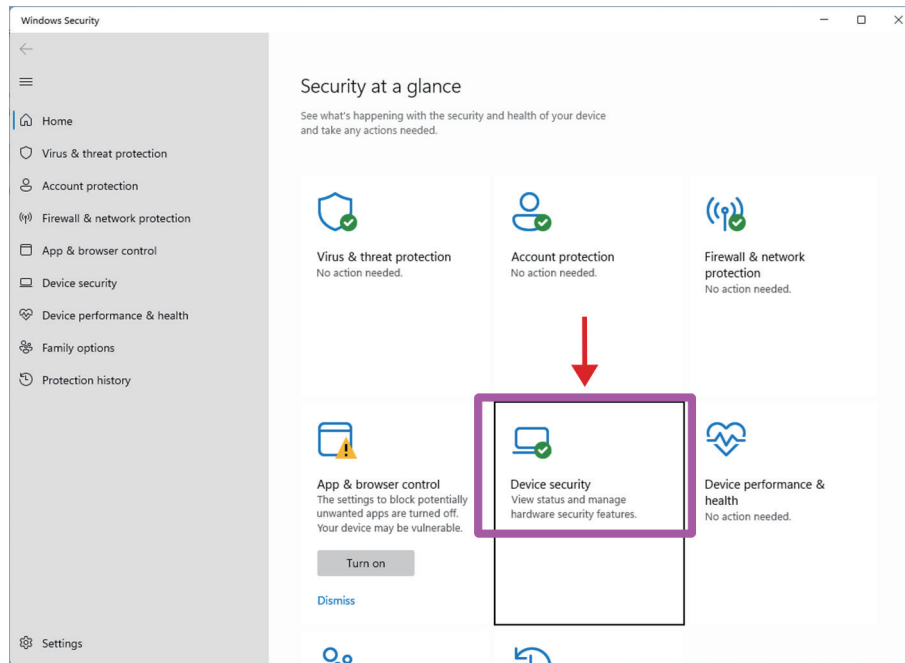 Windows Security
Home
Virus & threat protection
Account protection
Firewall & network protection
App & browser control
Device security
Device performance & health
Family options
Protection history
Settings
Security at a glance
See what's happening with the security and health of your device
and take any actions needed.
Virus & threat protection
No action needed.
Account protection
No action needed.
Firewall & network
protection
No action needed.
App & browser control
The settings to block potentially
unwanted apps are turned off.
Your device may be vulnerable.
Turn on
Dismiss
Device security
View status and manage
hardware security features.
Device performance &
health
No action needed.